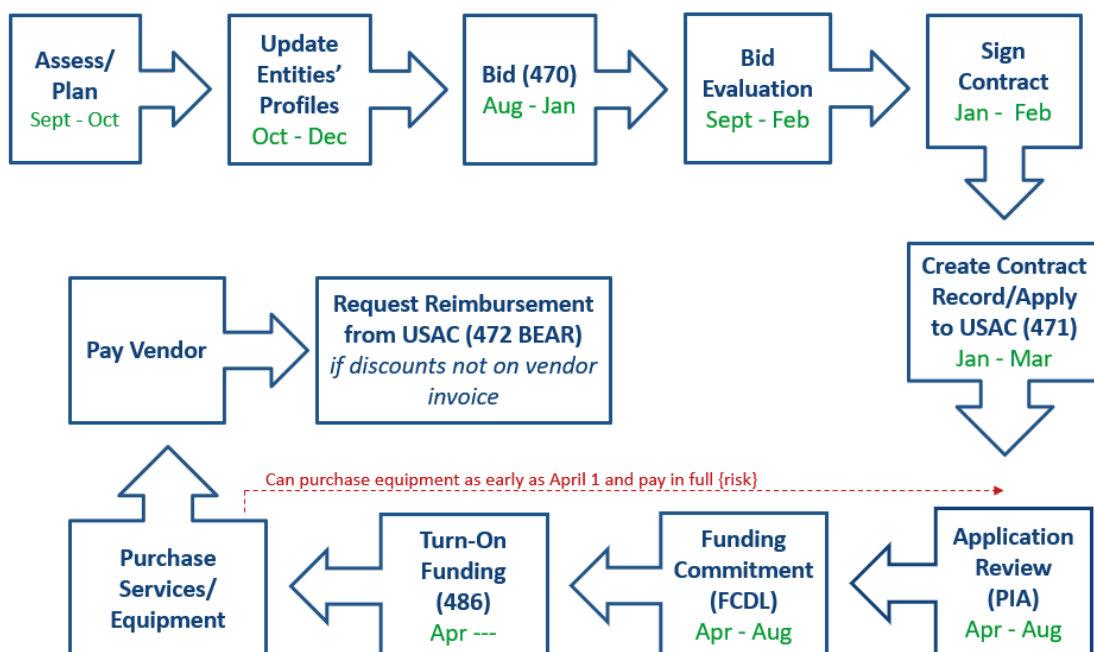 Assess/
Plan
Sept - Oct
Update
Entities’
Profiles
Oct - Dec
Bid (470)
Aug - Jan
Bid
Evaluation
Sept - Feb
Sign
Contract
Jan - Feb
Create Contract
Record/Apply
to USAC (471)
Jan - Mar
Application
Review
(PIA)
Apr - Aug
Funding
Commitment
(FCDL)
Apr - Aug
Turn-On
Funding
(486)
Apr ---
Purchase
Services/
Equipment
Can purchase equipment as early as April 1 and pay in full {risk}
Pay Vendor
Request Reimbursement
from USAC (472 BEAR)
if discounts not on vendor
invoice